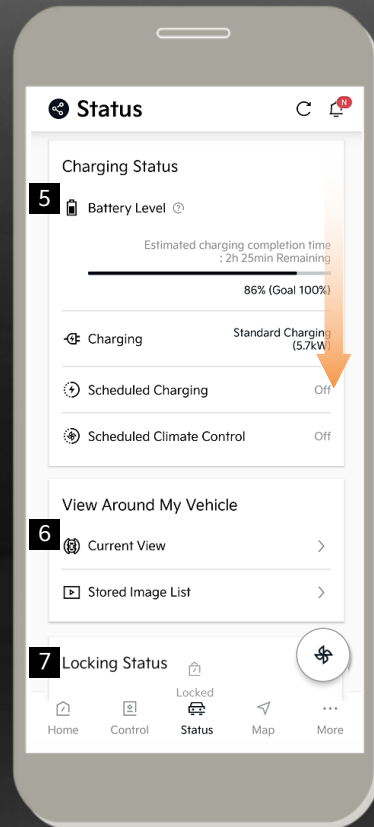 Status
N
Charging Status
5
Battery Level ?
Estimated charging completion time
: 2h 25min Remaining
86% (Goal 100%)
Charging
Standard Charging
(5.7kW)
Scheduled Charging Off
Scheduled Climate Control Off
View Around My Vehicle
6
Current View
Stored Image List
7 Locking Status
Locked
Home Control Status Map More